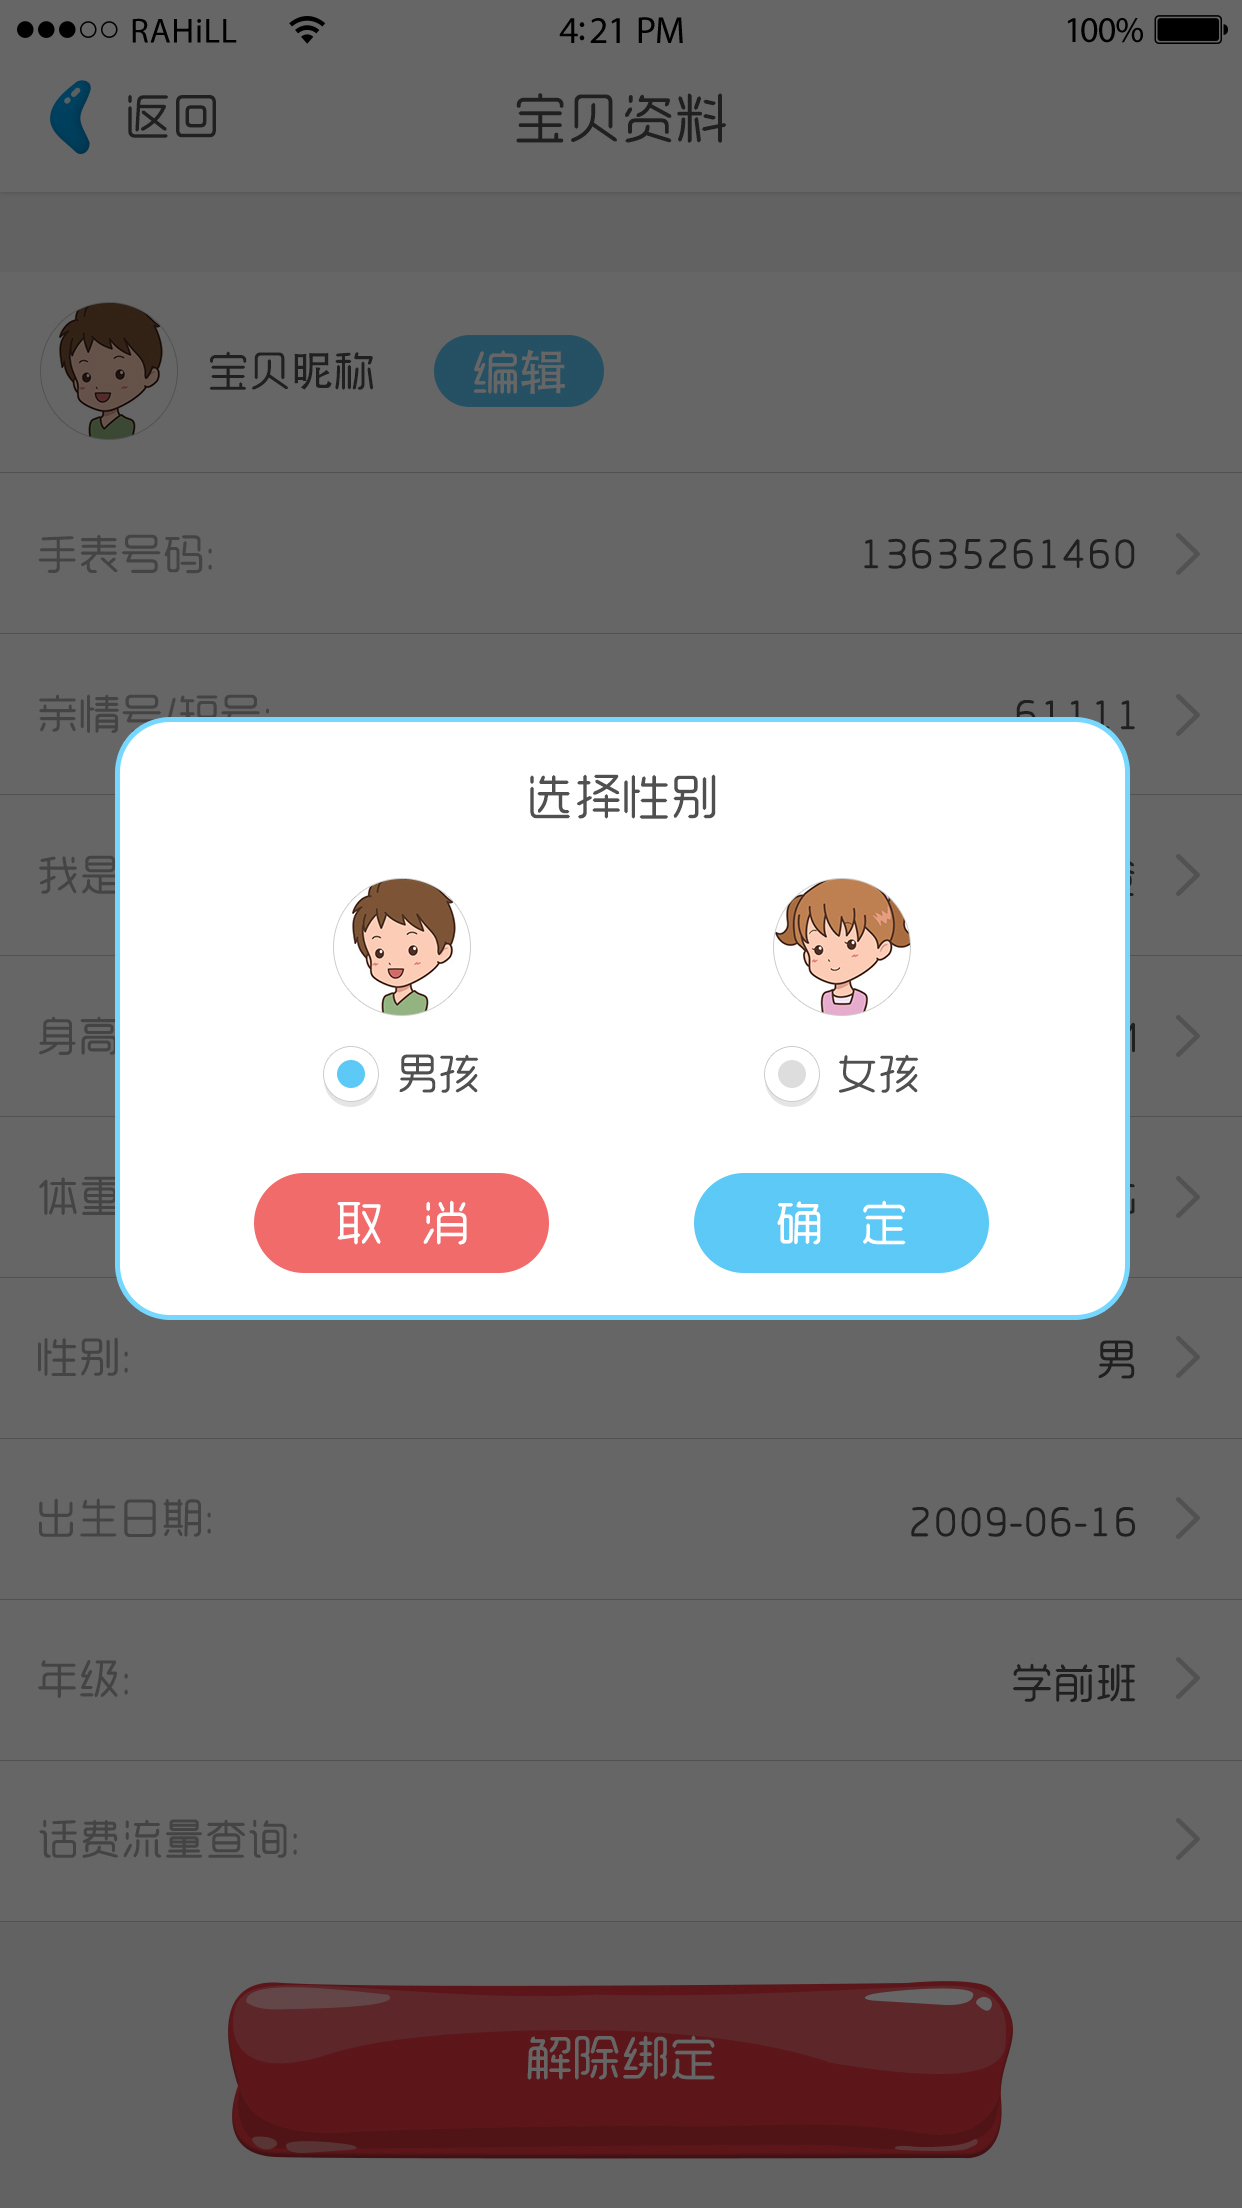 RAHiLL 4:21 PM 100%
返回 宝贝资料
宝贝昵称 编辑
手表号码: 13635261460
亲情号/短号: 61111
选择性别
我是
男孩 女孩
身高
体重
取 消 确 定
性别: 男
出生日期: 2009-06-16
年级: 学前班
话费流量查询:
解除绑定